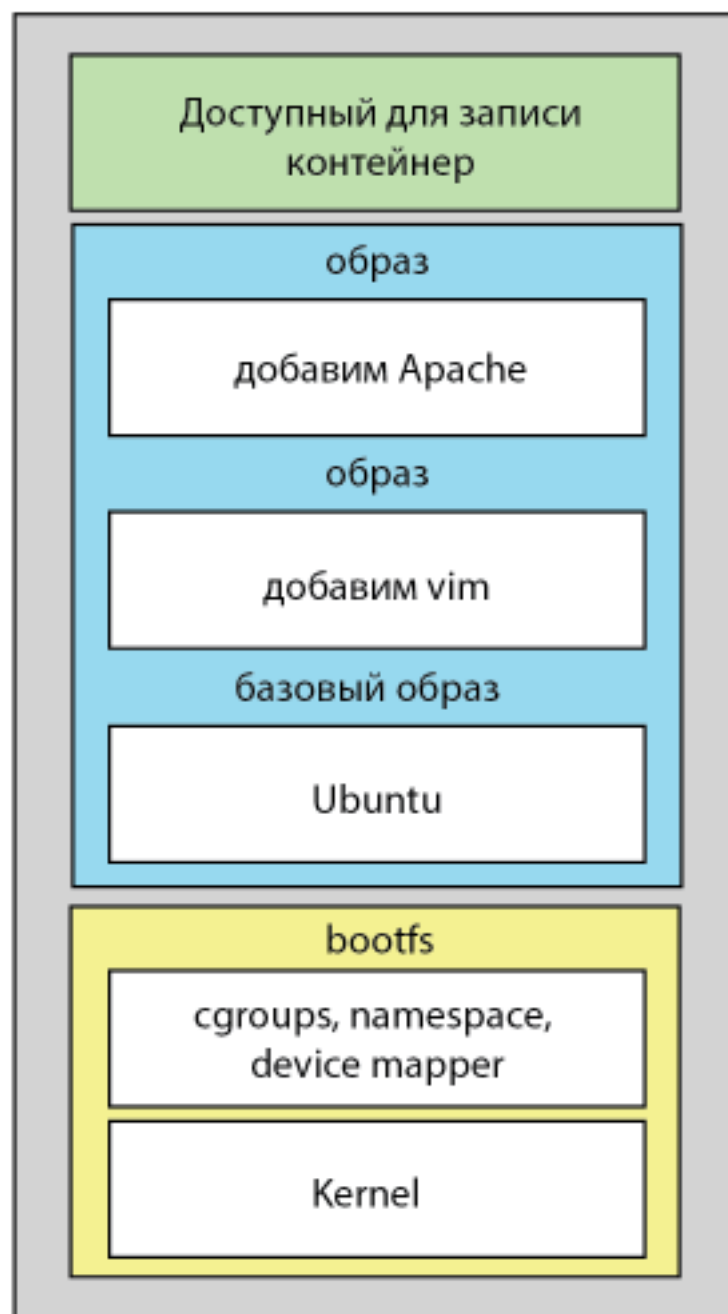 Доступный для записи
контейнер
образ
добавим Apache
образ
добавим vim
базовый образ
Ubuntu
bootfs
cgroups, namespace,
device mapper
Kernel